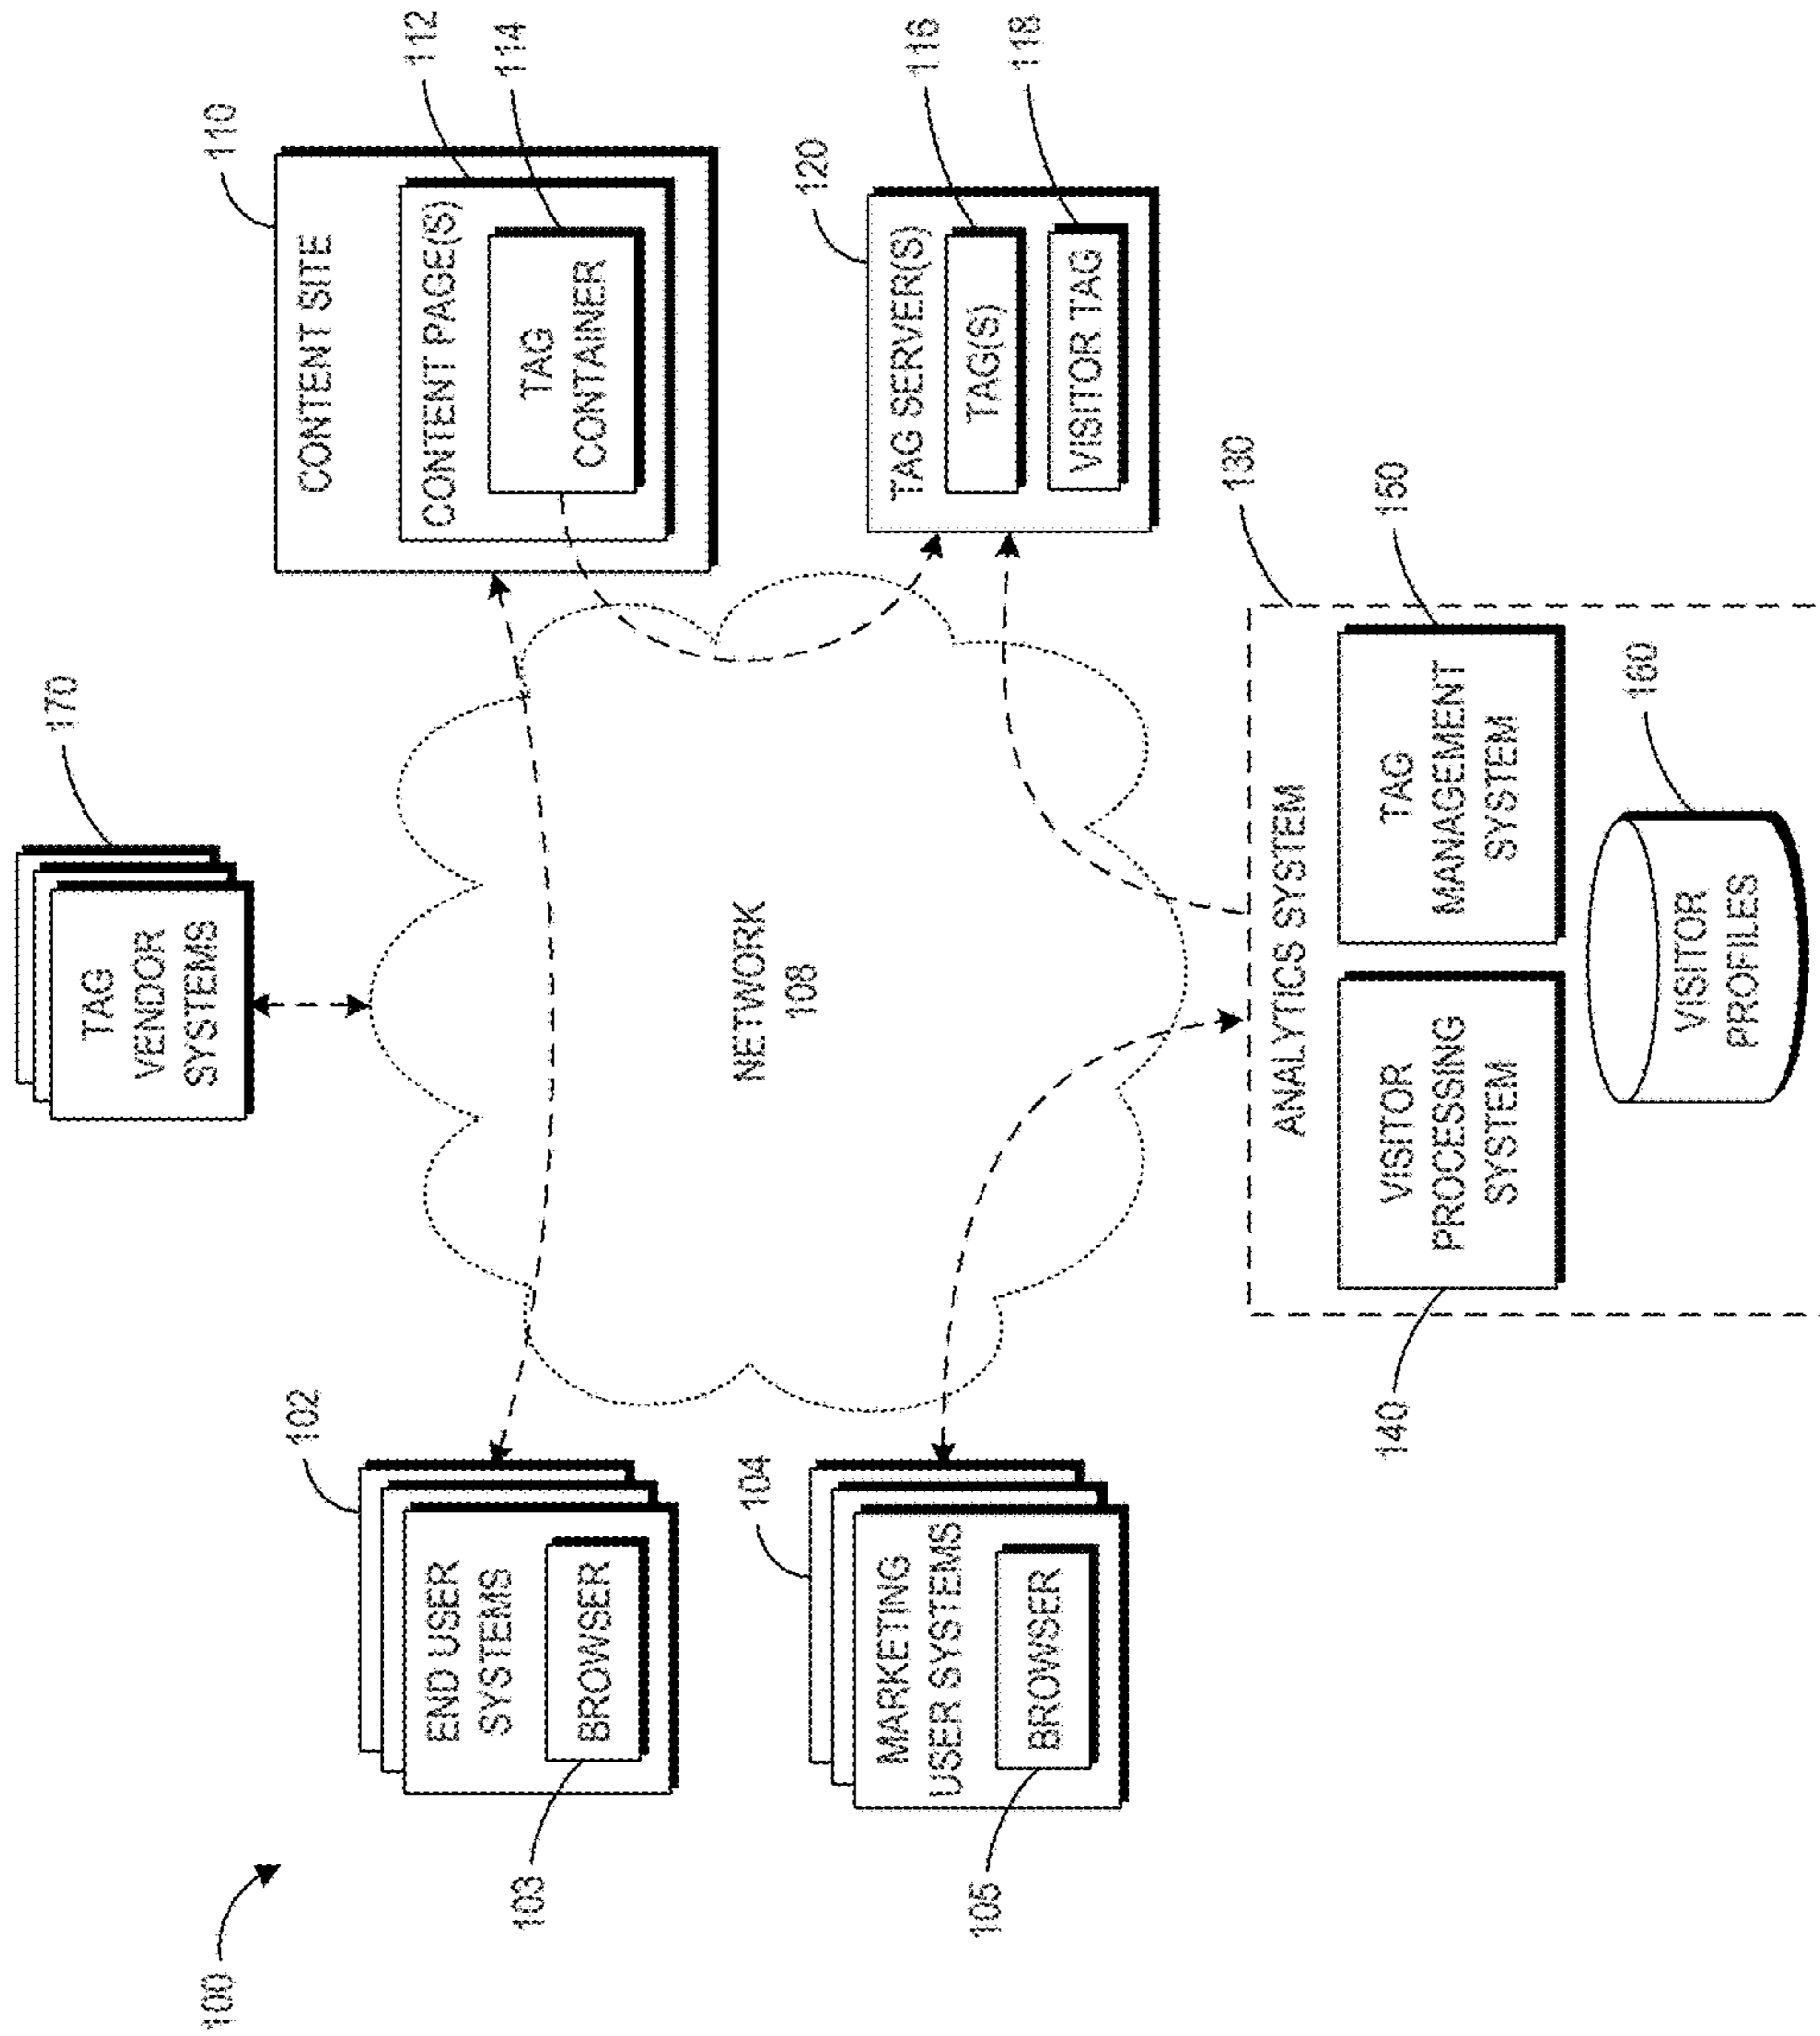 100
170
TAG
VENDOR
SYSTEMS
102
END USER
SYSTEMS
BROWSER
103
104
MARKETING
USER SYSTEMS
BROWSER
105
NETWORK
108
110
CONTENT SITE
112
CONTENT PAGE(S)
114
TAG
CONTAINER
120
TAG SERVER(S)
116
TAG(S)
118
VISITOR TAG
130
ANALYTICS SYSTEM
140
VISITOR
PROCESSING
SYSTEM
150
TAG
MANAGEMENT
SYSTEM
160
VISITOR
PROFILES